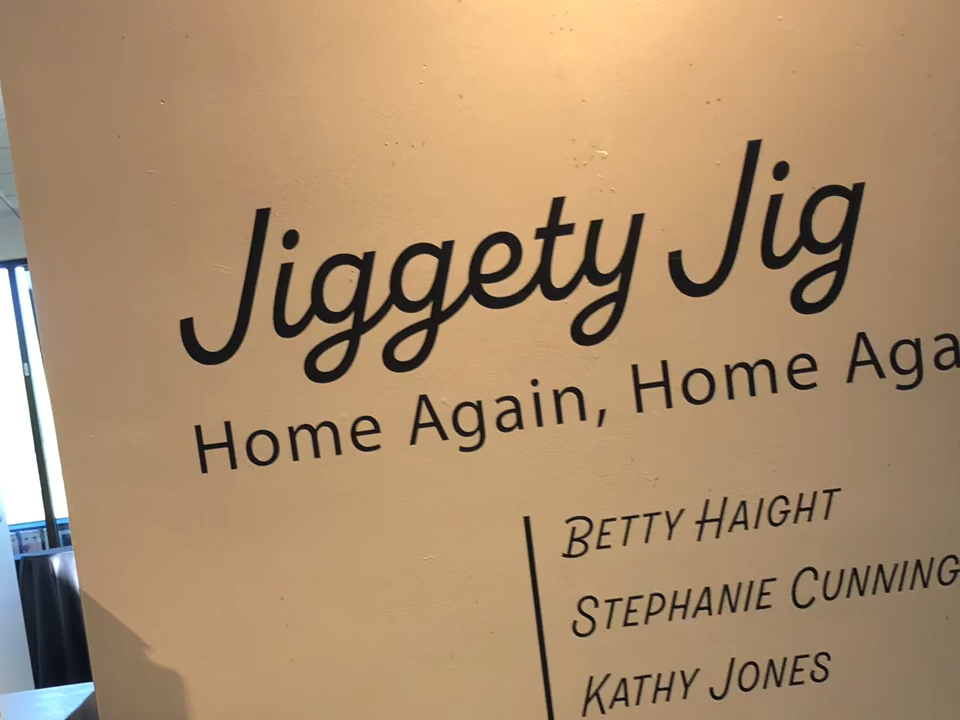 Jiggety Jig
Home Again, Home Aga
BETTY HAIGHT
STEPHANIE CUNNING
KATHY JONES